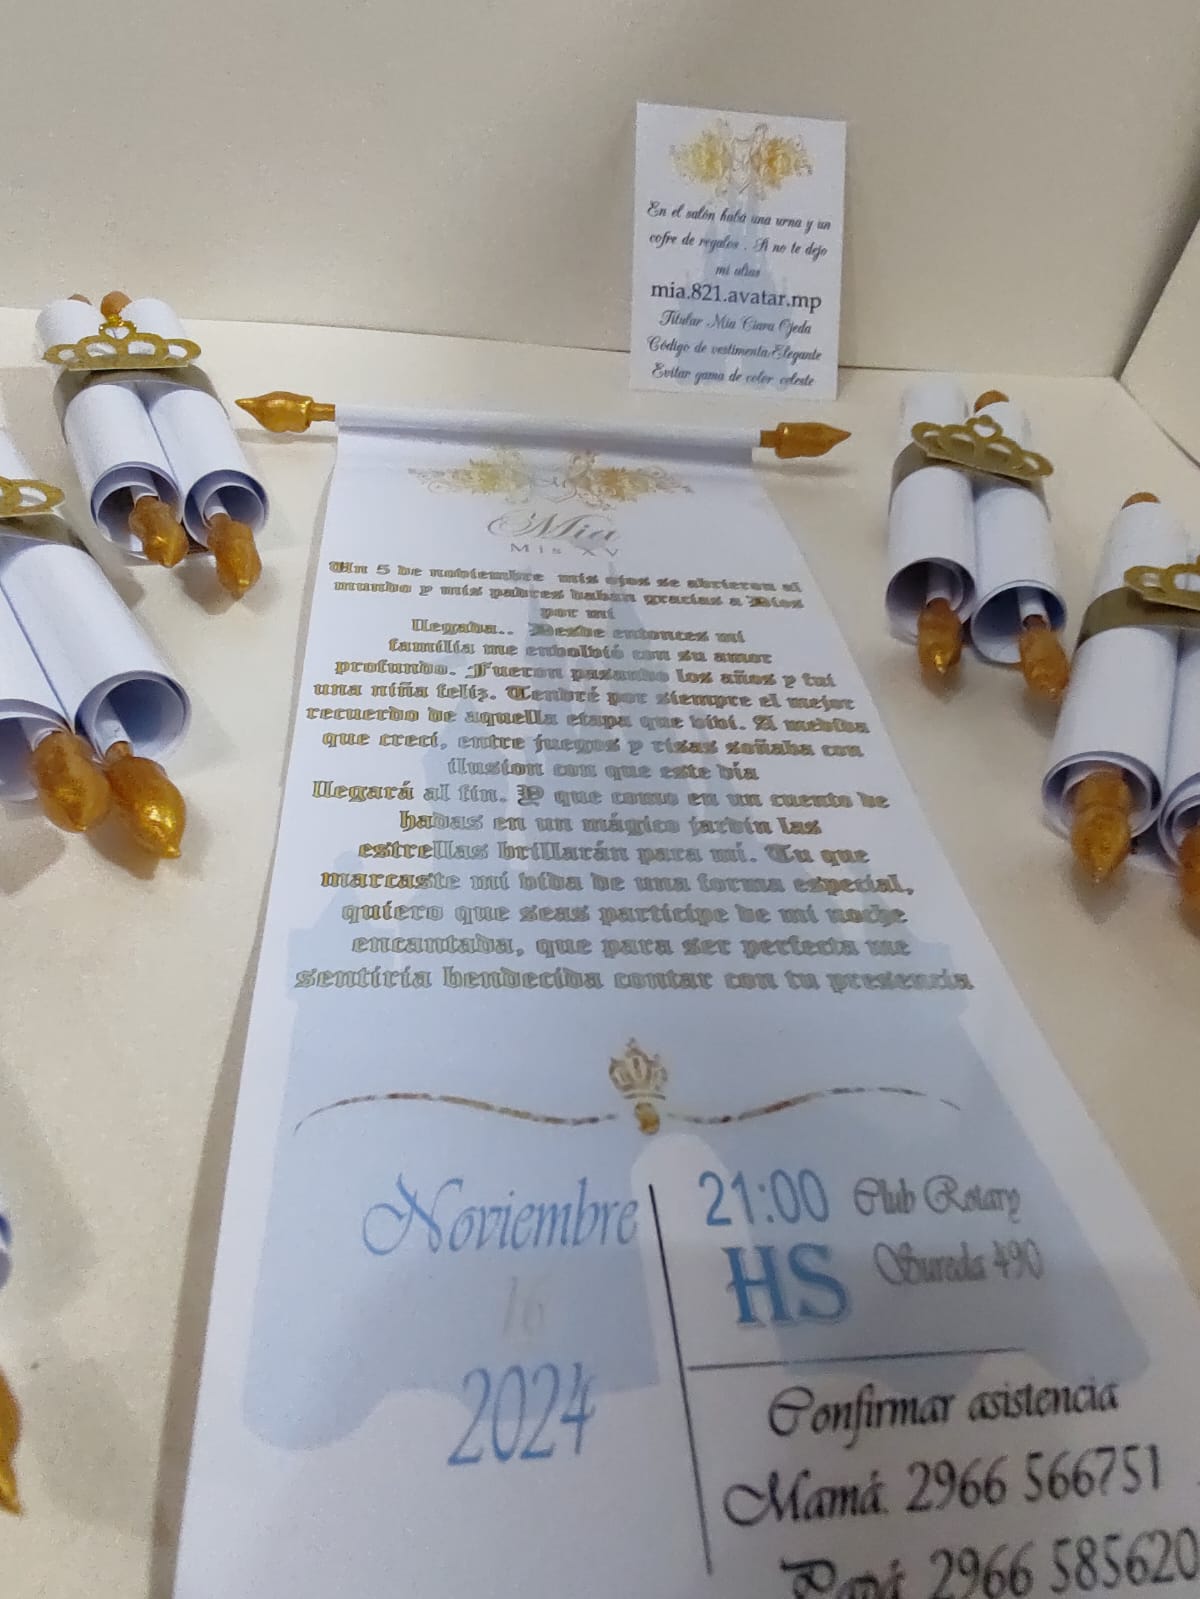 En el salón habá una urna y un
cofre de regalos . Si no te dejo
mi alias
mia.821.avatar.mp
Titular Mia Ciara Ojeda
Código de vestimenta:Elegante
Evitar gama de color celeste
M
Mia
Mis XV
Un 5 de noviembre mis ojos se abrieron al
mundo y mis padres daban gracias a Dios
por mi
llegada.. Desde entonces mi
familia me envolvió con su amor
profundo. Fueron pasando los años y fui
una niña feliz. Tendré por siempre el mejor
recuerdo de aquella etapa que viví. A medida
que crecí, entre juegos y risas soñaba con
ilusion con que este día
llegará al fin. Y que como en un cuento de
hadas en un mágico jardín las
estrellas brillarán para mí. Tu que
marcaste mi vida de una forma especial,
quiero que seas partícipe de mi noche
encantada, que para ser perfecta me
sentiría bendecida contar con tu presencia
Noviembre
16
2024
21:00
HS
Club Rotary
Sureda 490
Confirmar asistencia
Mamá. 2966 566751
Papá. 2966 585620